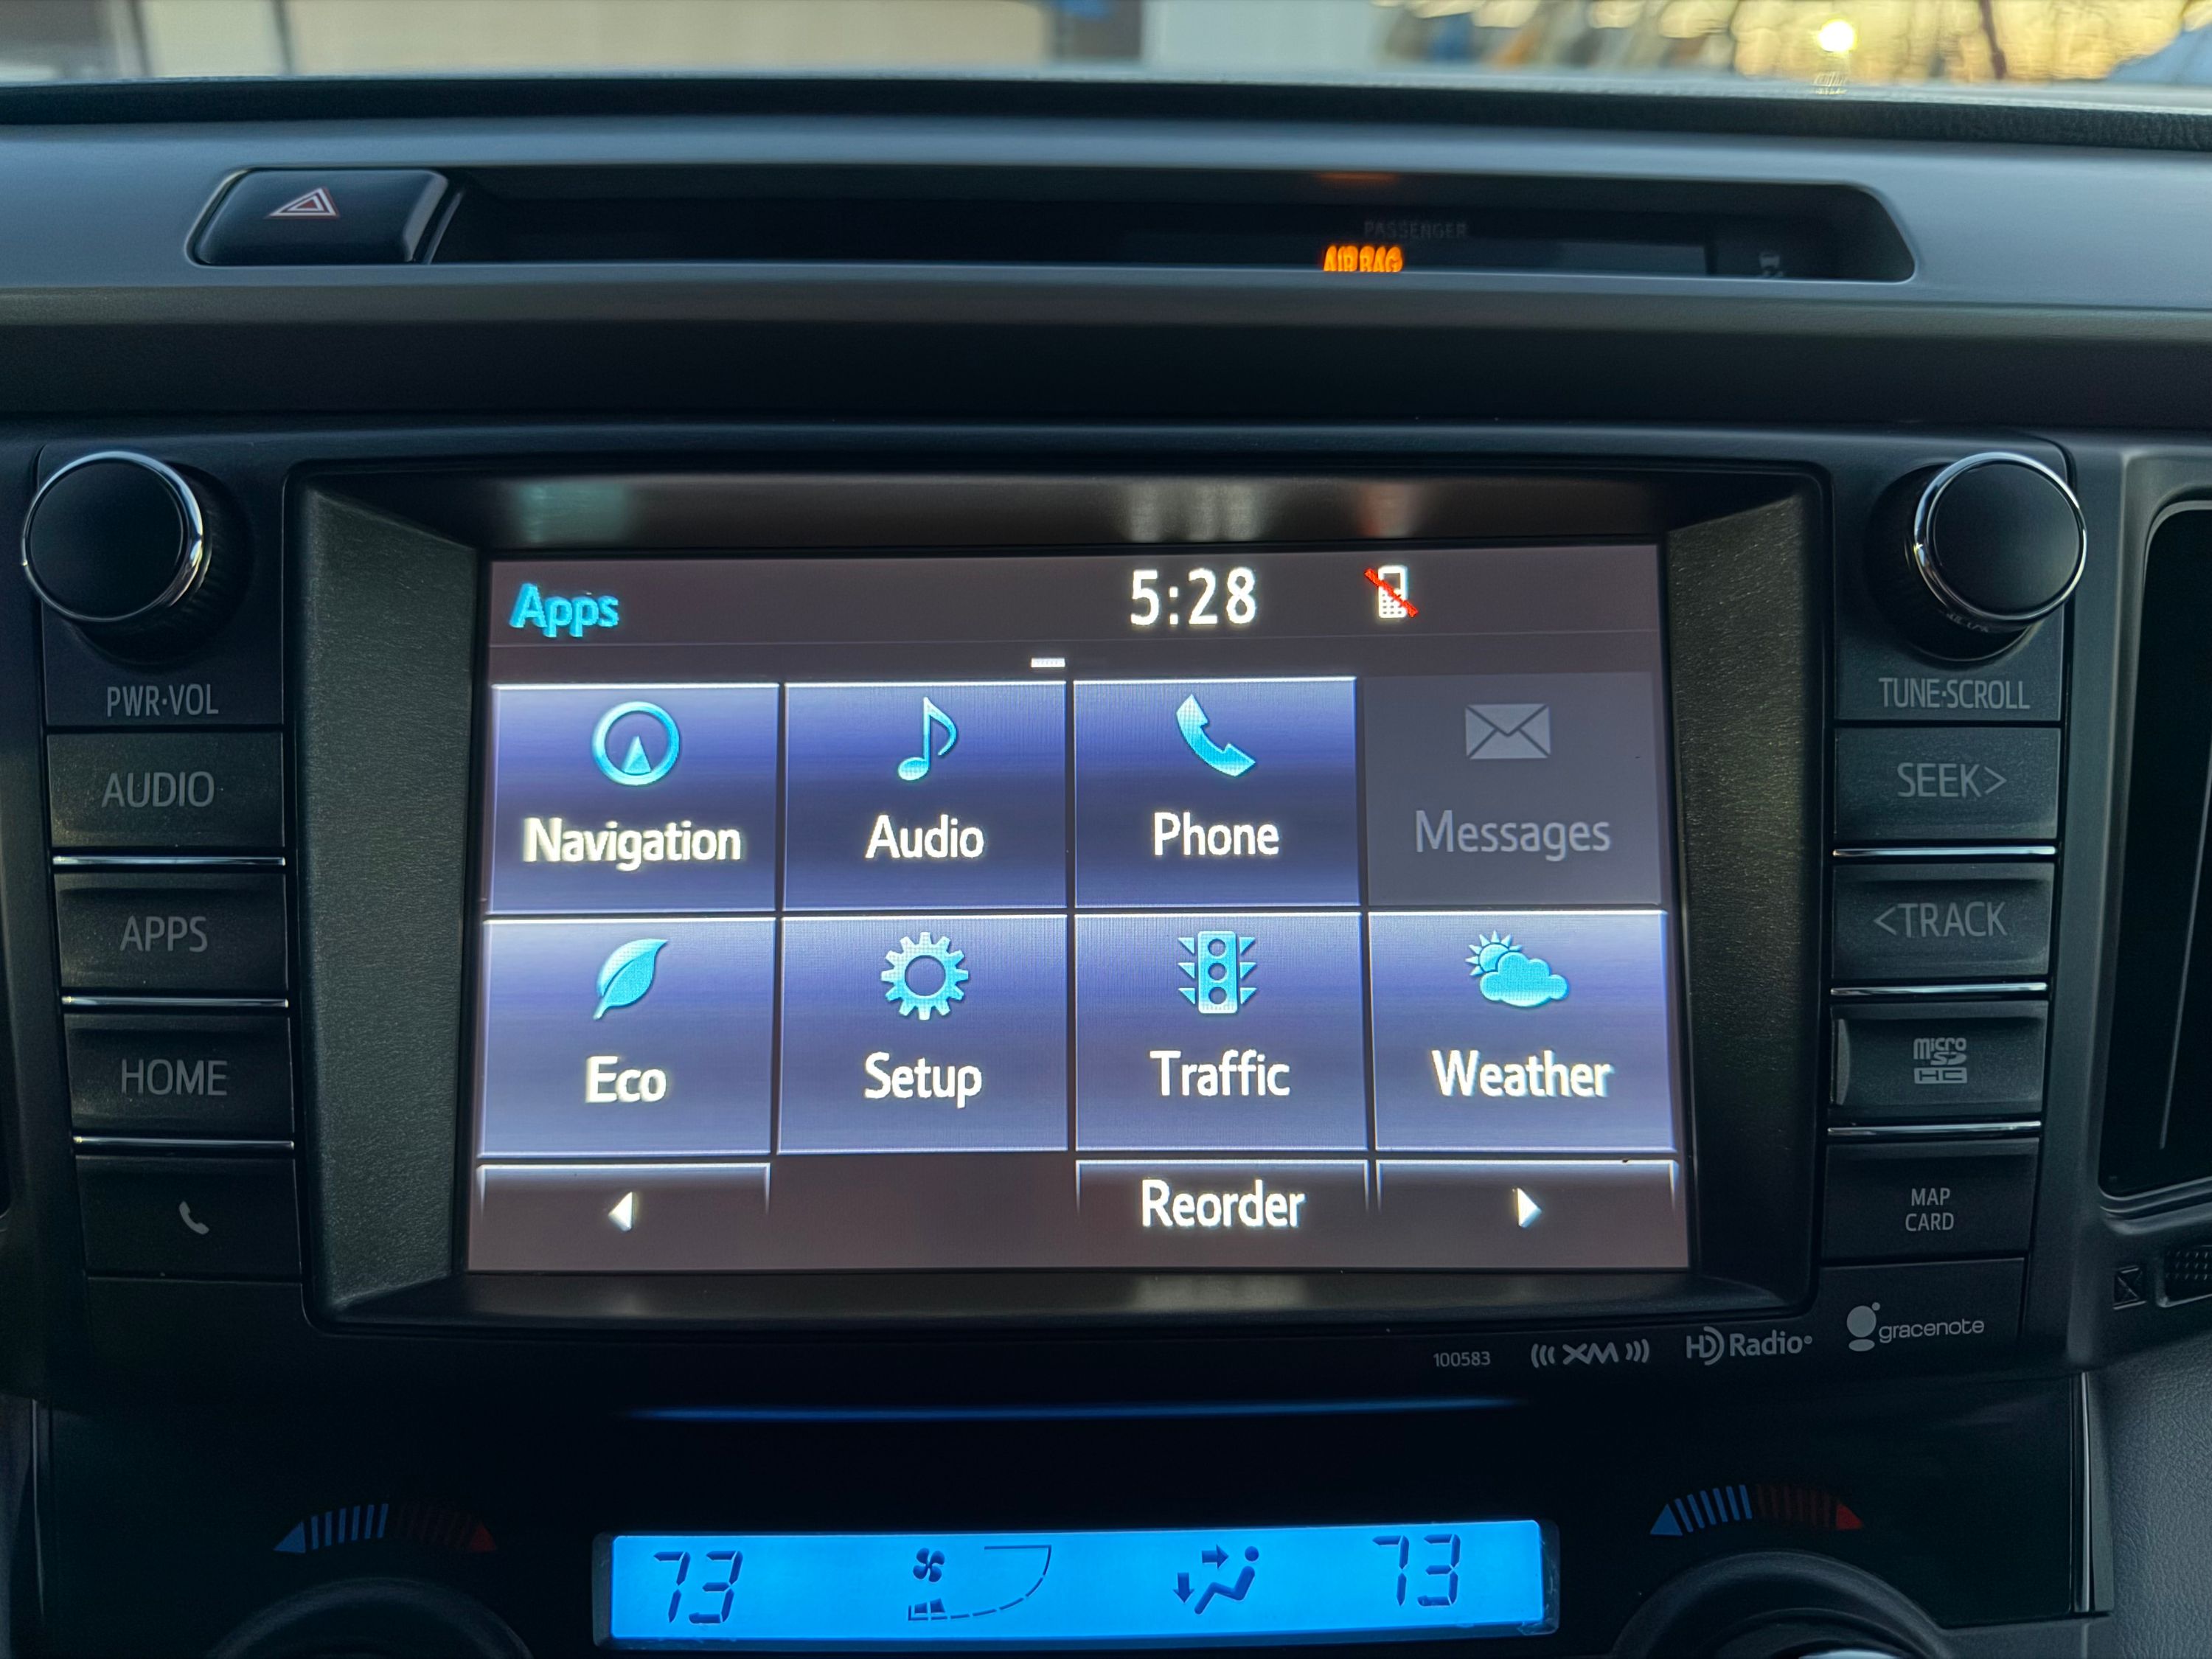 PASSENGER
AIR BAG
PWR·VOL
AUDIO
APPS
HOME
Apps
5:28
Navigation
Audio
Phone
Messages
Eco
Setup
Traffic
Weather
Reorder
TUNE·SCROLL
SEEK>
<TRACK
micro
SD
HC
MAP
CARD
100583
((( XM )))
HD Radio®
gracenote
73
73